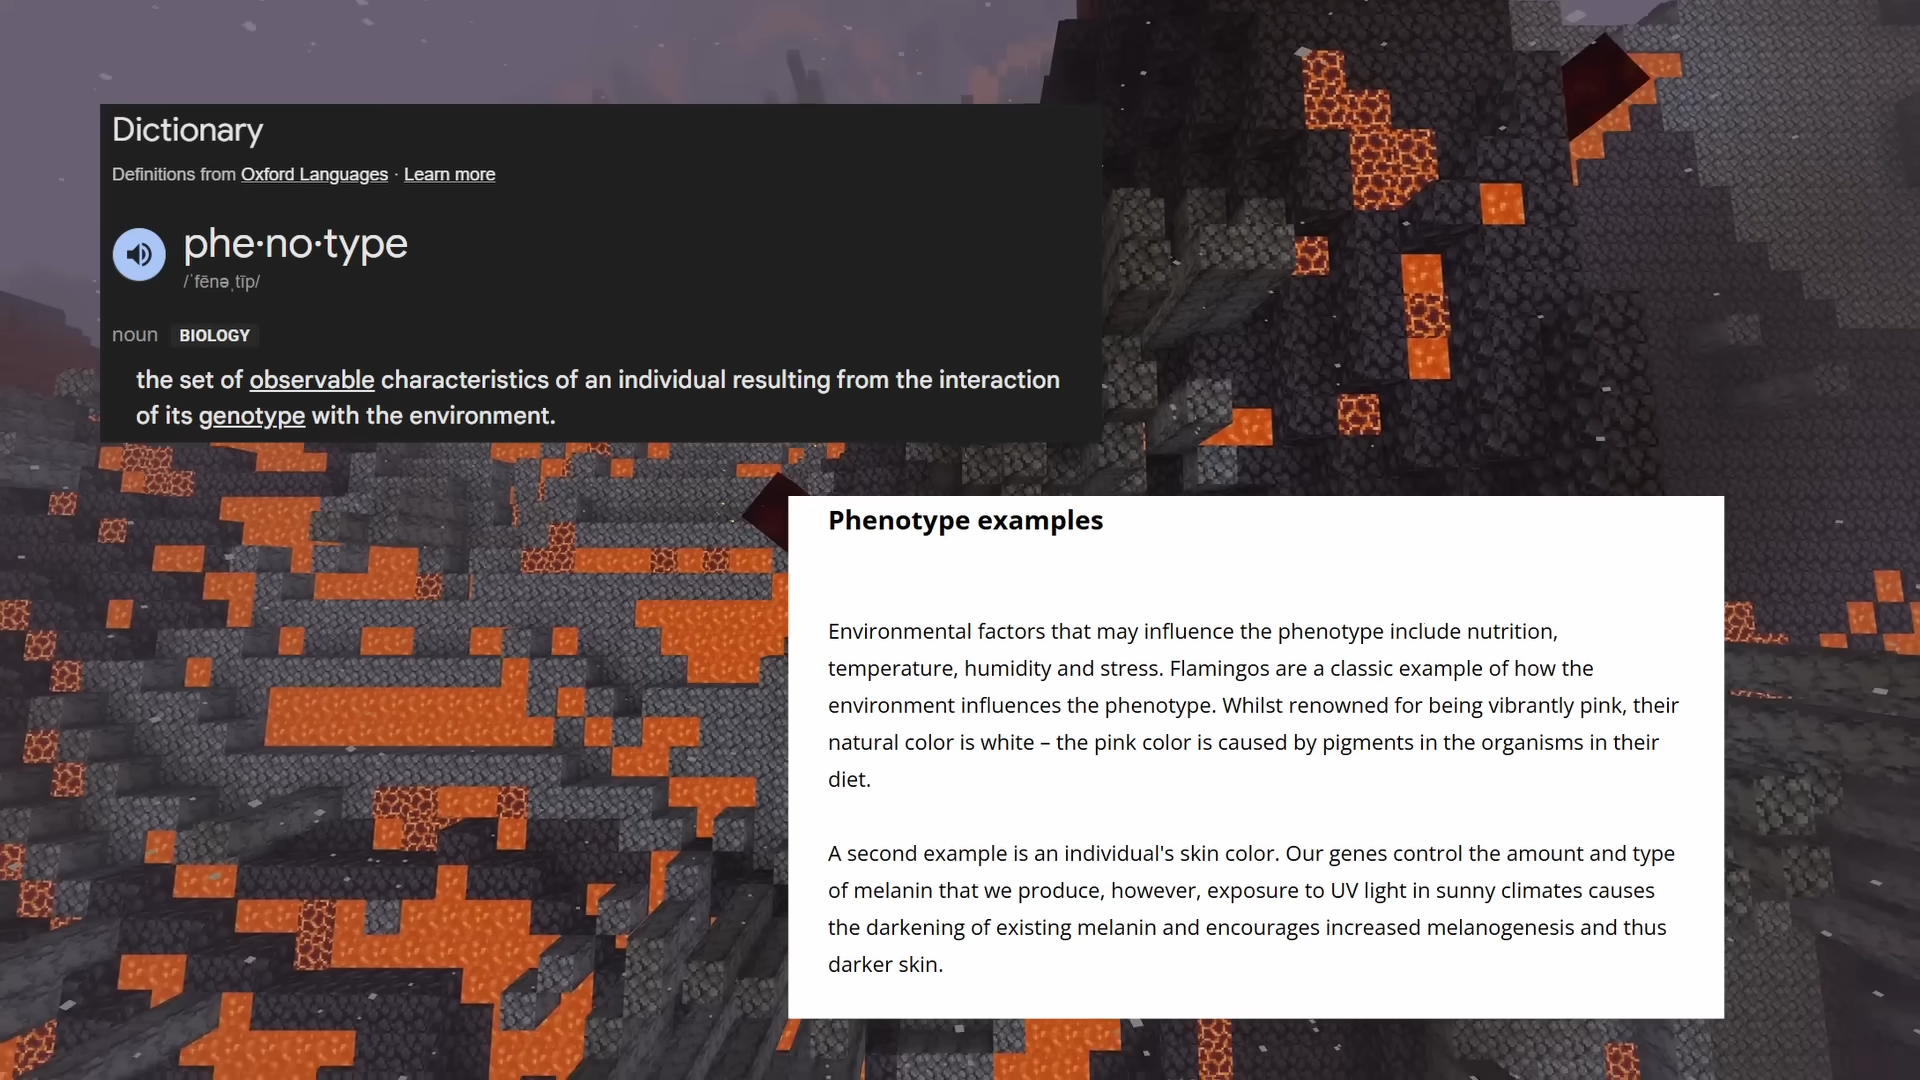 Dictionary
Definitions from Oxford Languages · Learn more
phe·no·type
/ˈfēnəˌtīp/
noun BIOLOGY
the set of observable characteristics of an individual resulting from the interaction
of its genotype with the environment.
Phenotype examples
Environmental factors that may influence the phenotype include nutrition,
temperature, humidity and stress. Flamingos are a classic example of how the
environment influences the phenotype. Whilst renowned for being vibrantly pink, their
natural color is white – the pink color is caused by pigments in the organisms in their
diet.
A second example is an individual's skin color. Our genes control the amount and type
of melanin that we produce, however, exposure to UV light in sunny climates causes
the darkening of existing melanin and encourages increased melanogenesis and thus
darker skin.